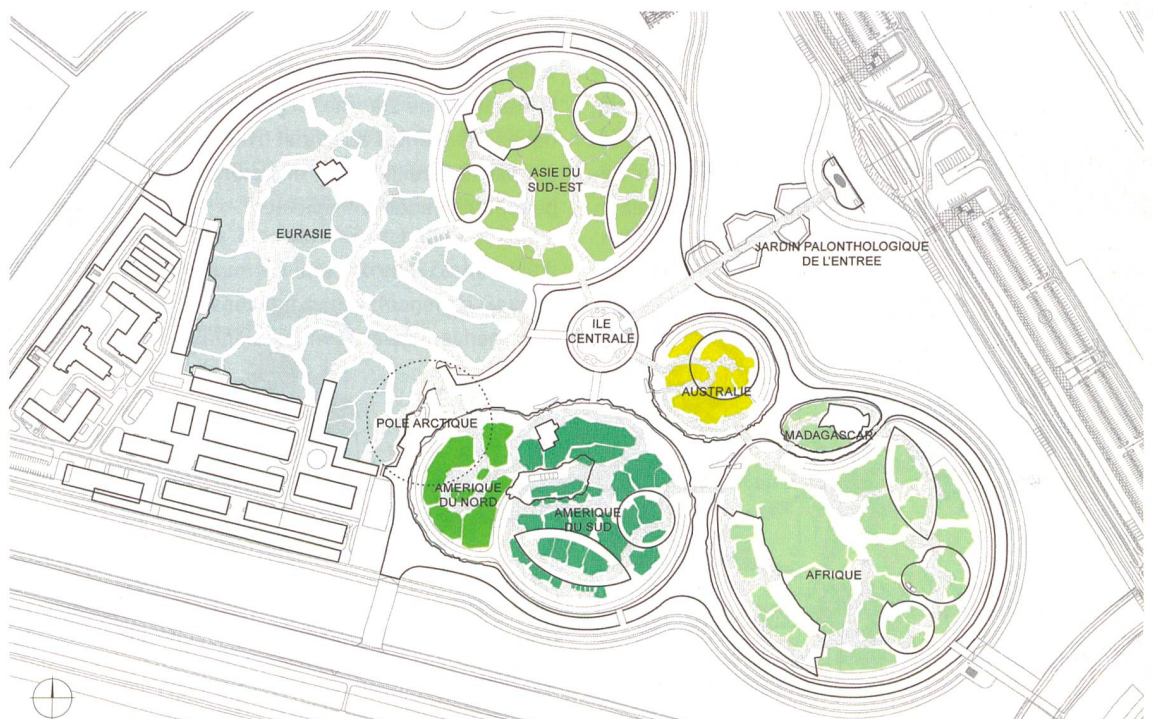 ASIE DU
SUD-EST
EURASIE
JARDIN PALONTHOLOGIQUE
DE L'ENTREE
ILE
CENTRALE
AUSTRALIE
POLE ARCTIQUE
MADAGASCAR
AMERIQUE
DU NORD
AMERIQUE
DU SUD
AFRIQUE